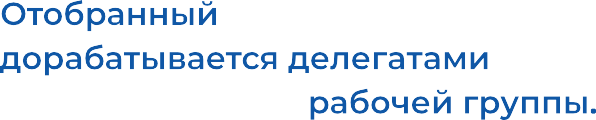 Отобранный
дорабатывается делегатами
рабочей группы.